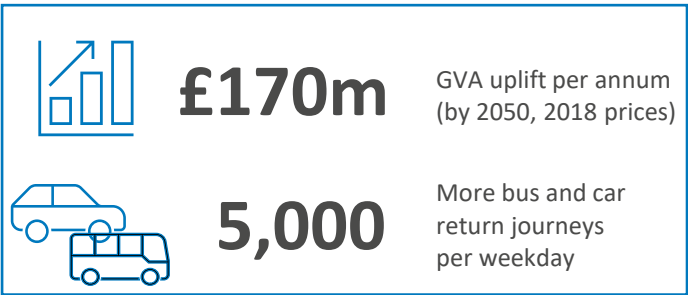 £170m
GVA uplift per annum
(by 2050, 2018 prices)
5,000
More bus and car
return journeys
per weekday